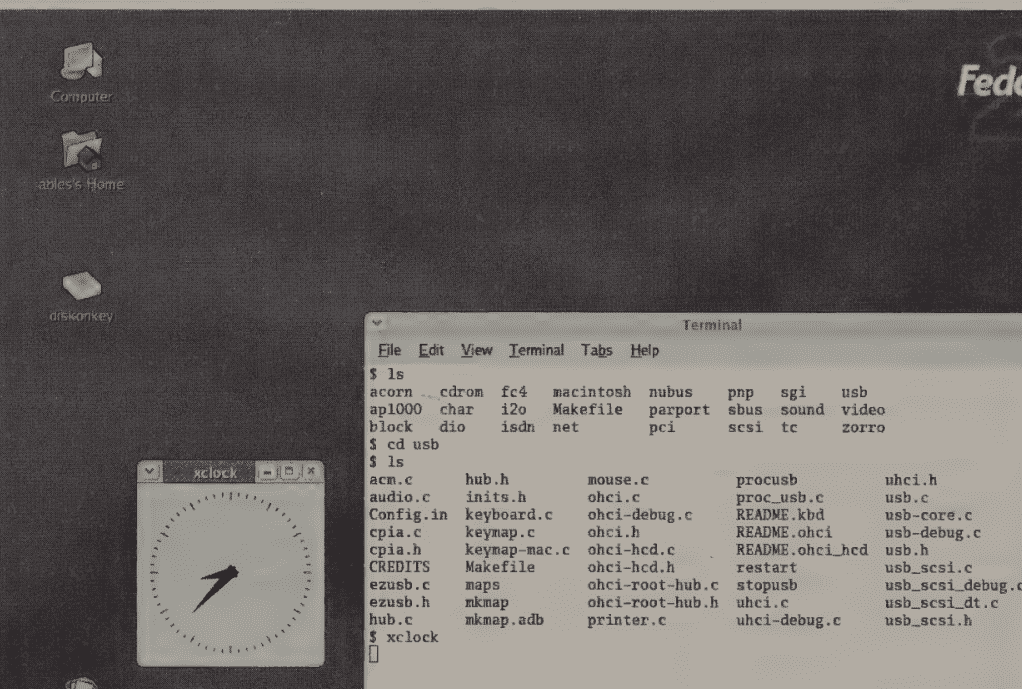 Computer
Fedo
ables's Home
diskonkey
Terminal
File Edit View Terminal Tabs Help
$ ls
acorn cdrom fc4 macintosh nubus pnp sgi usb
ap1000 char i2o Makefile parport sbus sound video
block dio isdn net pci scsi tc zorro
$ cd usb
$ ls
acm.c hub.h mouse.c procusb uhci.h
audio.c inits.h ohci.c proc_usb.c usb.c
Config.in keyboard.c ohci-debug.c README.kbd usb-core.c
cpia.c keymap.c ohci.h README.ohci usb-debug.c
cpia.h keymap-mac.c ohci-hcd.c README.ohci_hcd usb.h
CREDITS Makefile ohci-hcd.h restart usb_scsi.c
ezusb.c maps ohci-root-hub.c stopusb usb_scsi_debug.c
ezusb.h mkmap ohci-root-hub.h uhci.c usb_scsi_dt.c
hub.c mkmap.adb printer.c uhci-debug.c usb_scsi.h
$ xclock
xclock